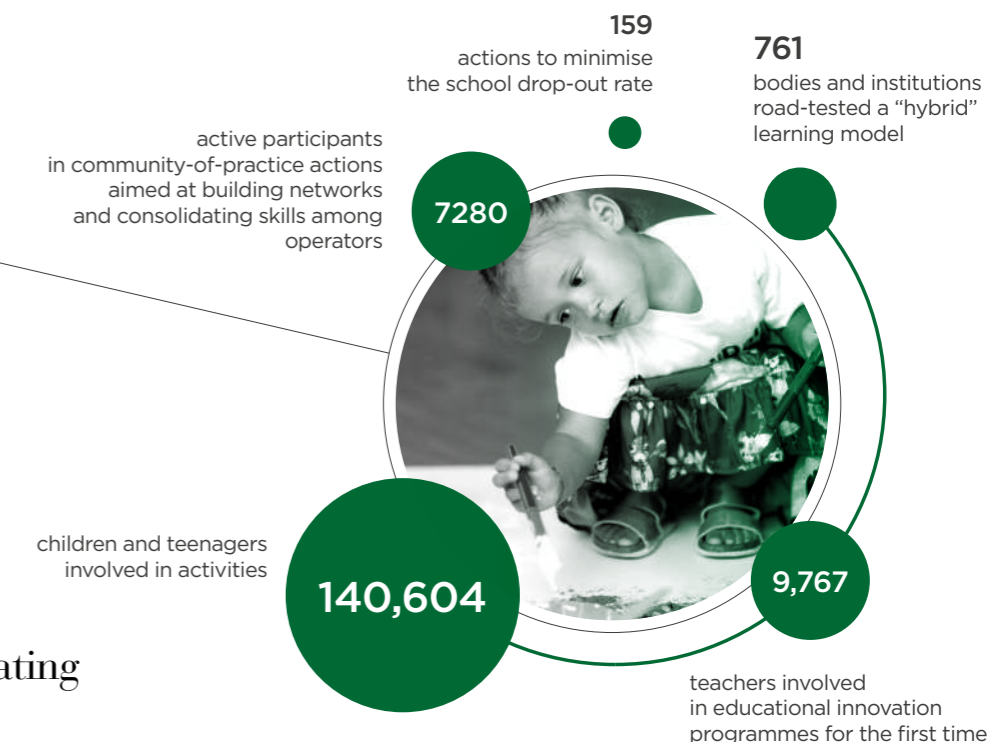 159
actions to minimise
the school drop-out rate
761
bodies and institutions
road-tested a “hybrid”
learning model
active participants
in community-of-practice actions
aimed at building networks
and consolidating skills among
operators
7280
children and teenagers
involved in activities
140,604
9,767
teachers involved
in educational innovation
programmes for the first time